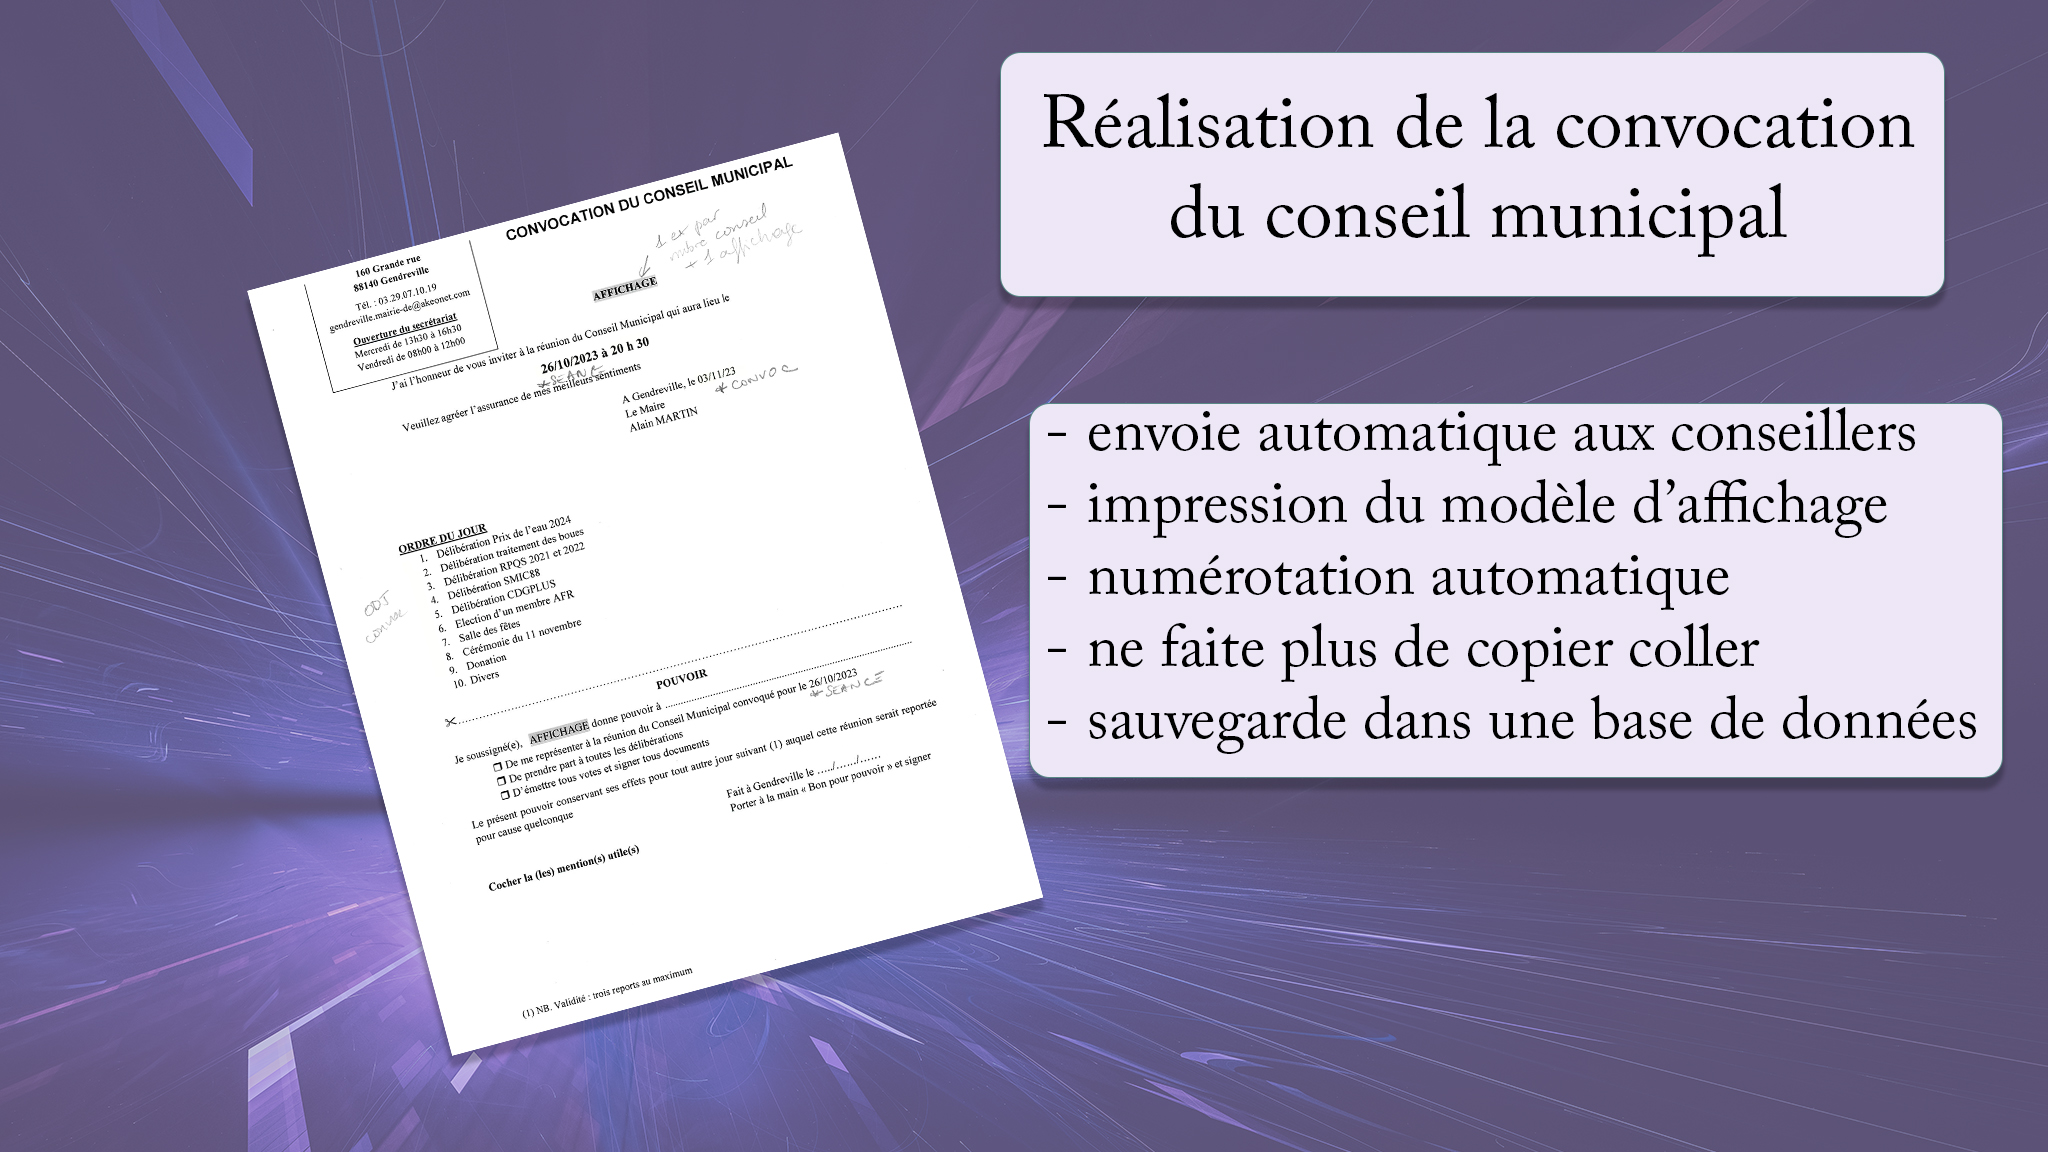 CONVOCATION DU CONSEIL MUNICIPAL
160 Grande rue
88140 Gendreville
Tél. : 03.29.07.10.19
gendreville.mairie-de@akeonet.com
Ouverture du secrétariat
Mercredi de 13h30 à 16h30
Vendredi de 08h00 à 12h00
1 ex par
mbre conseil
+ 1 affichage
AFFICHAGE
J'ai l'honneur de vous inviter à la réunion du Conseil Municipal qui aura lieu le
26/10/2023 à 20 h 30
* SEANCE
Veuillez agréer l'assurance de mes meilleurs sentiments
A Gendreville, le 03/11/23
* CONVOC
Le Maire
Alain MARTIN
ORDRE DU JOUR
1. Délibération Prix de l'eau 2024
2. Délibération traitement des boues
3. Délibération RPQS 2021 et 2022
4. Délibération SMIC88
5. Délibération CDGPLUS
6. Election d'un membre AFR
7. Salle des fêtes
8. Cérémonie du 11 novembre
9. Donation
10. Divers
ODJ
convoc
POUVOIR
Je soussigné(e), AFFICHAGE donne pouvoir à ........
❒ De me représenter à la réunion du Conseil Municipal convoqué pour le 26/10/2023
* SEANCE
❒ De prendre part à toutes les délibérations
❒ D'émettre tous votes et signer tous documents
Le présent pouvoir conservant ses effets pour tout autre jour suivant (1) auquel cette réunion serait reportée
pour cause quelconque
Fait à Gendreville le ...../......./......
Porter à la main « Bon pour pouvoir » et signer
Cocher la (les) mention(s) utile(s)
(1) NB. Validité : trois reports au maximum
Réalisation de la convocation
du conseil municipal
- envoie automatique aux conseillers
- impression du modèle d'affichage
- numérotation automatique
- ne faite plus de copier coller
- sauvegarde dans une base de données